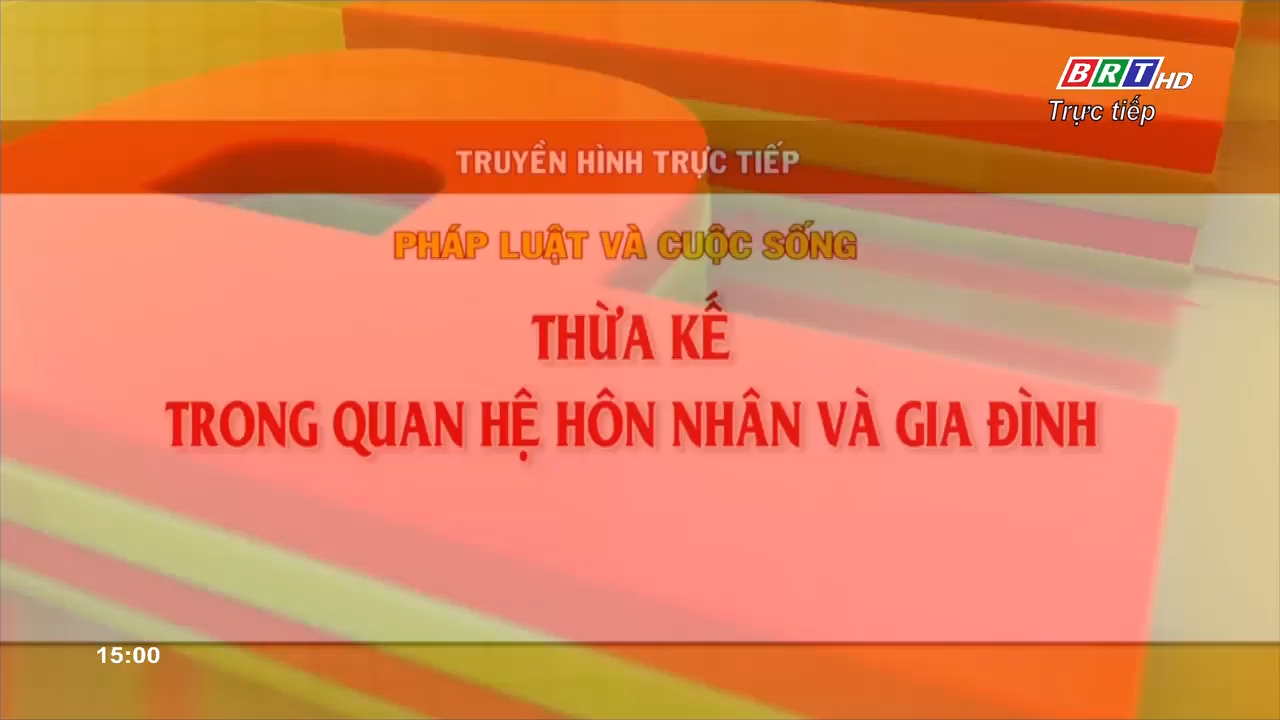 BRT HD
Trực tiếp
TRUYỀN HÌNH TRỰC TIẾP
PHÁP LUẬT VÀ CUỘC SỐNG
THỪA KẾ
TRONG QUAN HỆ HÔN NHÂN VÀ GIA ĐÌNH
15:00